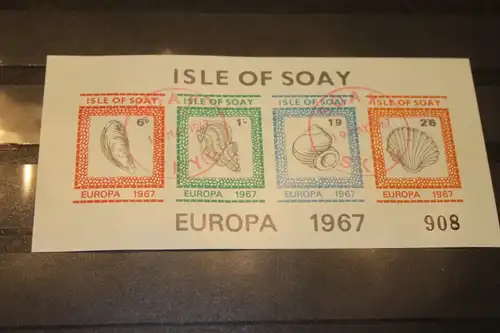 ISLE OF SOAY
ISLE OF SOAY ISLE OF SOAY ISLE OF SOAY ISLE OF SOAY
6D 1/- 1'9 2'6
EUROPA 1967 EUROPA 1967 EUROPA 1967 EUROPA 1967
EUROPA 1967 908